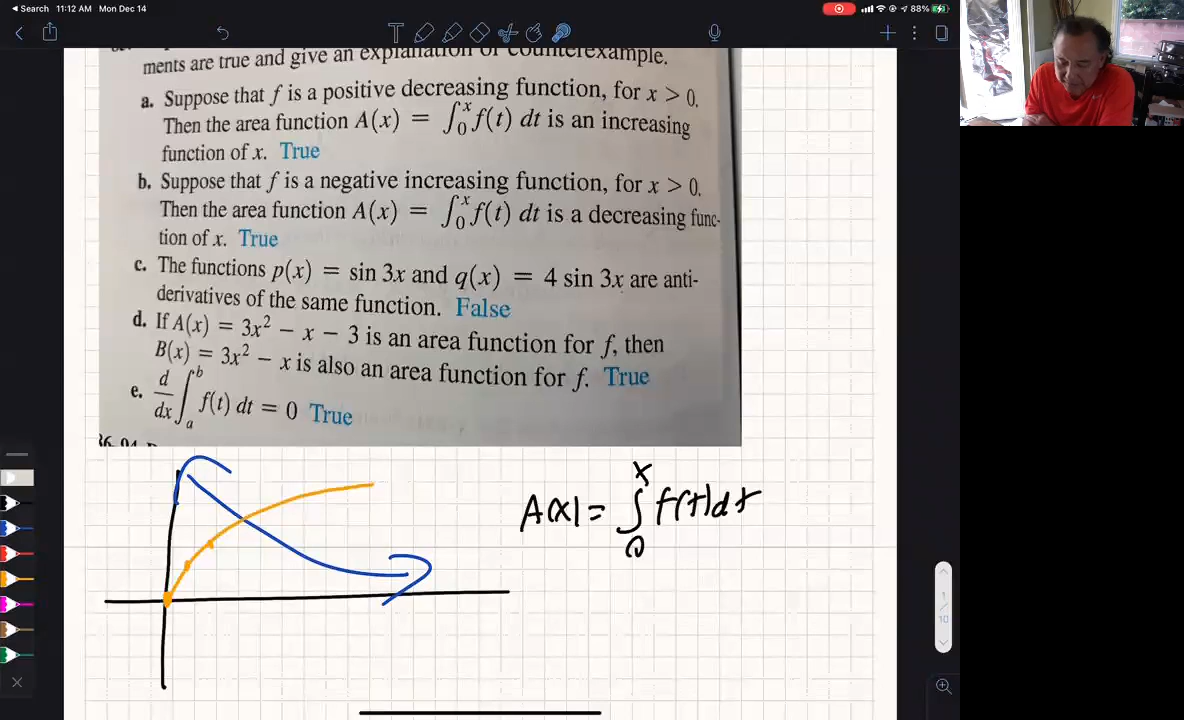 Search 11:12 AM Mon Dec 14
88%
ments are true and give an explanation or counterexample.
a. Suppose that f is a positive decreasing function, for x > 0.
Then the area function A(x) = ∫₀ˣ f(t) dt is an increasing
function of x. True
b. Suppose that f is a negative increasing function, for x > 0.
Then the area function A(x) = ∫₀ˣ f(t) dt is a decreasing func-
tion of x. True
c. The functions p(x) = sin 3x and q(x) = 4 sin 3x are anti-
derivatives of the same function. False
d. If A(x) = 3x² − x − 3 is an area function for f, then
B(x) = 3x² − x is also an area function for f. True
e. d/dx ∫ₐᵇ f(t) dt = 0 True
A(x) = ∫₀ˣ f(t)dt
1
/
10